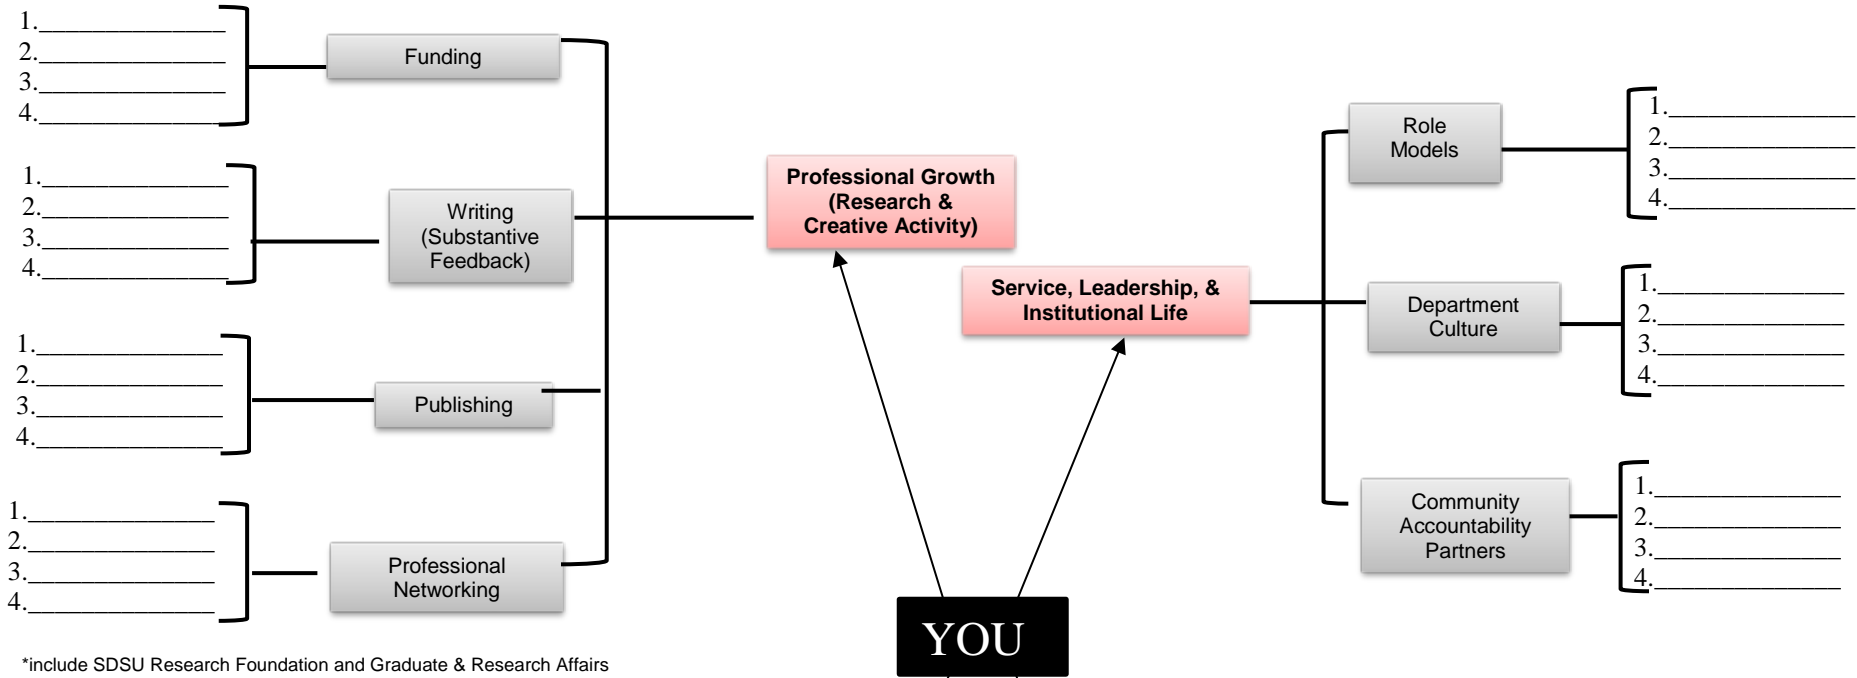 1.______________
2.______________
3.______________
4.______________
Funding
1.______________
2.______________
3.______________
4.______________
Writing
(Substantive
Feedback)
1.______________
2.______________
3.______________
4.______________
Publishing
1.______________
2.______________
3.______________
4.______________
Professional
Networking
*include SDSU Research Foundation and Graduate & Research Affairs
Professional Growth
(Research &
Creative Activity)
Service, Leadership, &
Institutional Life
YOU
Role
Models
1.______________
2.______________
3.______________
4.______________
Department
Culture
1.______________
2.______________
3.______________
4.______________
Community
Accountability
Partners
1.______________
2.______________
3.______________
4.______________